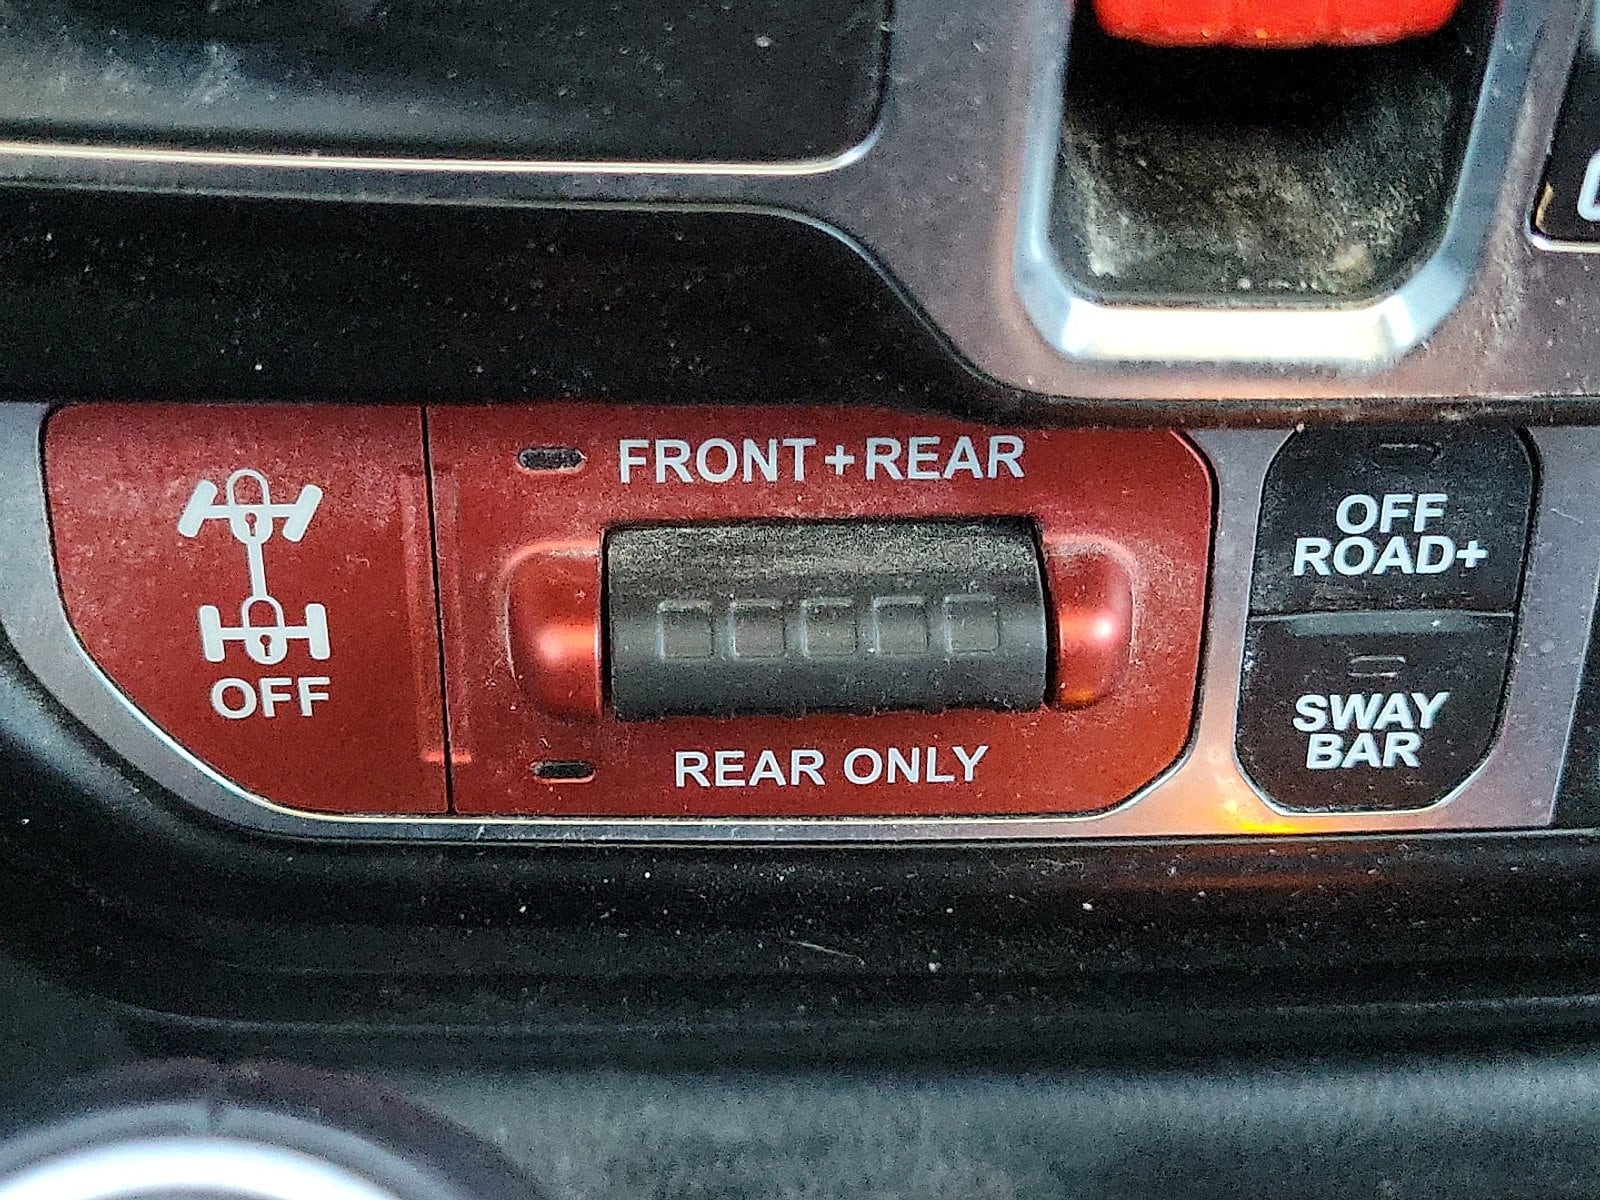 FRONT+REAR
OFF
REAR ONLY
OFF
ROAD+
SWAY
BAR